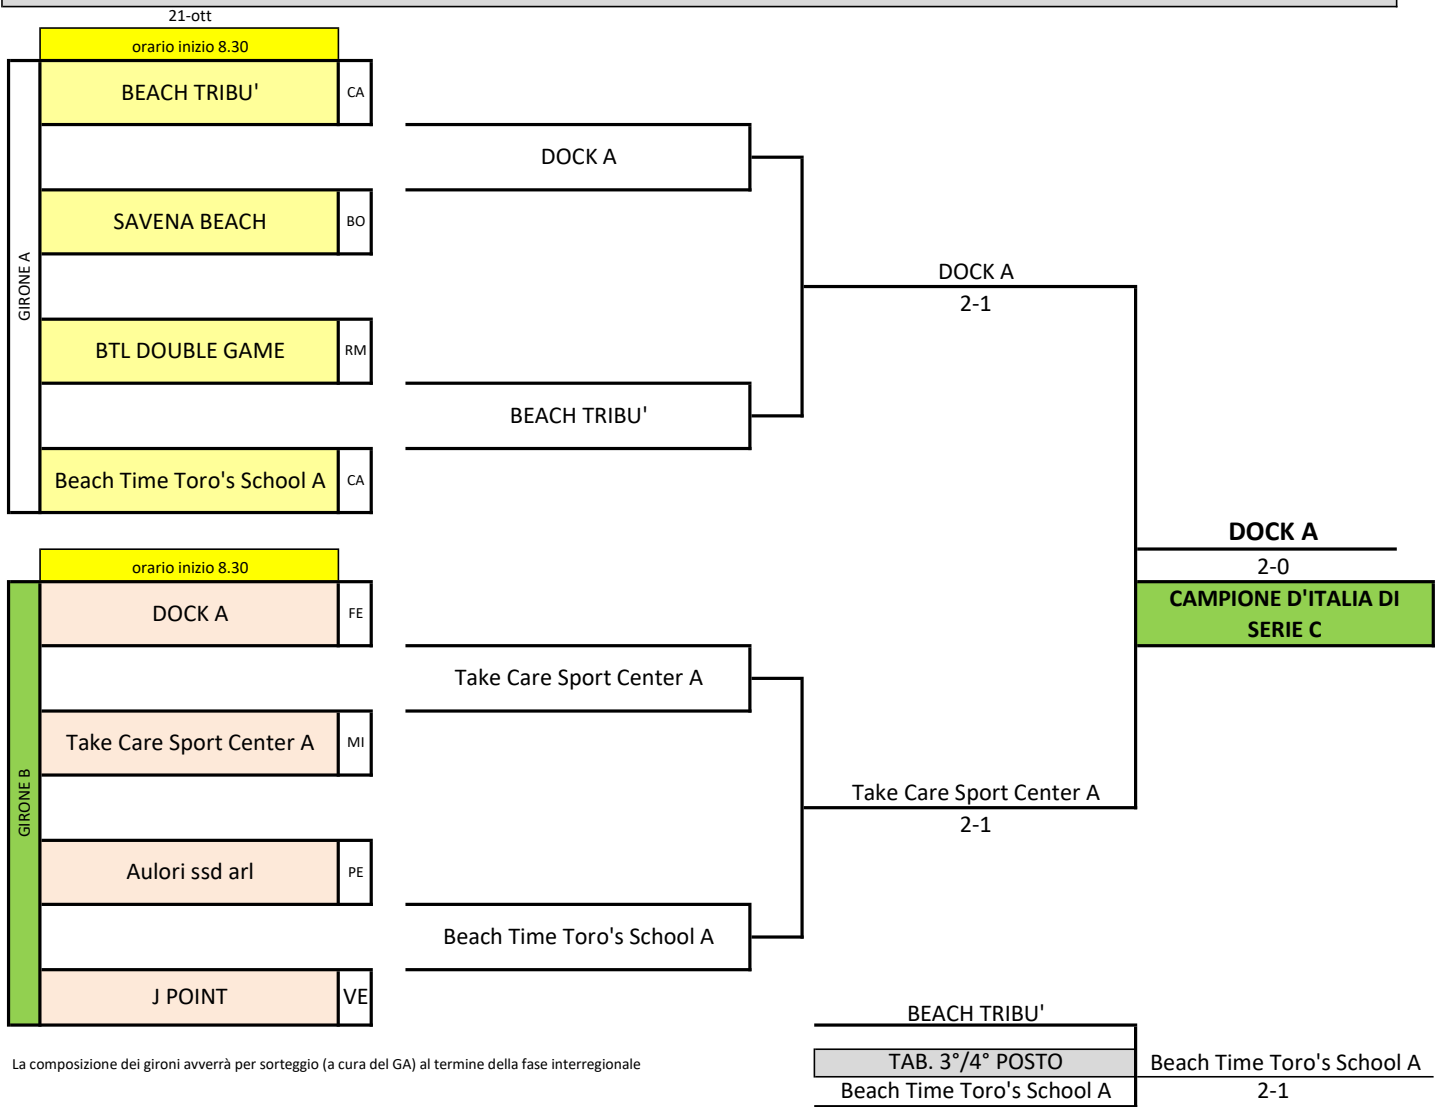 21-ott
orario inizio 8.30
GIRONE A
BEACH TRIBU' CA
DOCK A
SAVENA BEACH BO
DOCK A
2-1
BTL DOUBLE GAME RM
BEACH TRIBU'
Beach Time Toro's School A CA
DOCK A
2-0
CAMPIONE D'ITALIA DI
SERIE C
orario inizio 8.30
GIRONE B
DOCK A FE
Take Care Sport Center A
Take Care Sport Center A MI
Take Care Sport Center A
2-1
Aulori ssd arl PE
Beach Time Toro's School A
J POINT VE
BEACH TRIBU'
La composizione dei gironi avverrà per sorteggio (a cura del GA) al termine della fase interregionale
TAB. 3°/4° POSTO
Beach Time Toro's School A
Beach Time Toro's School A
2-1